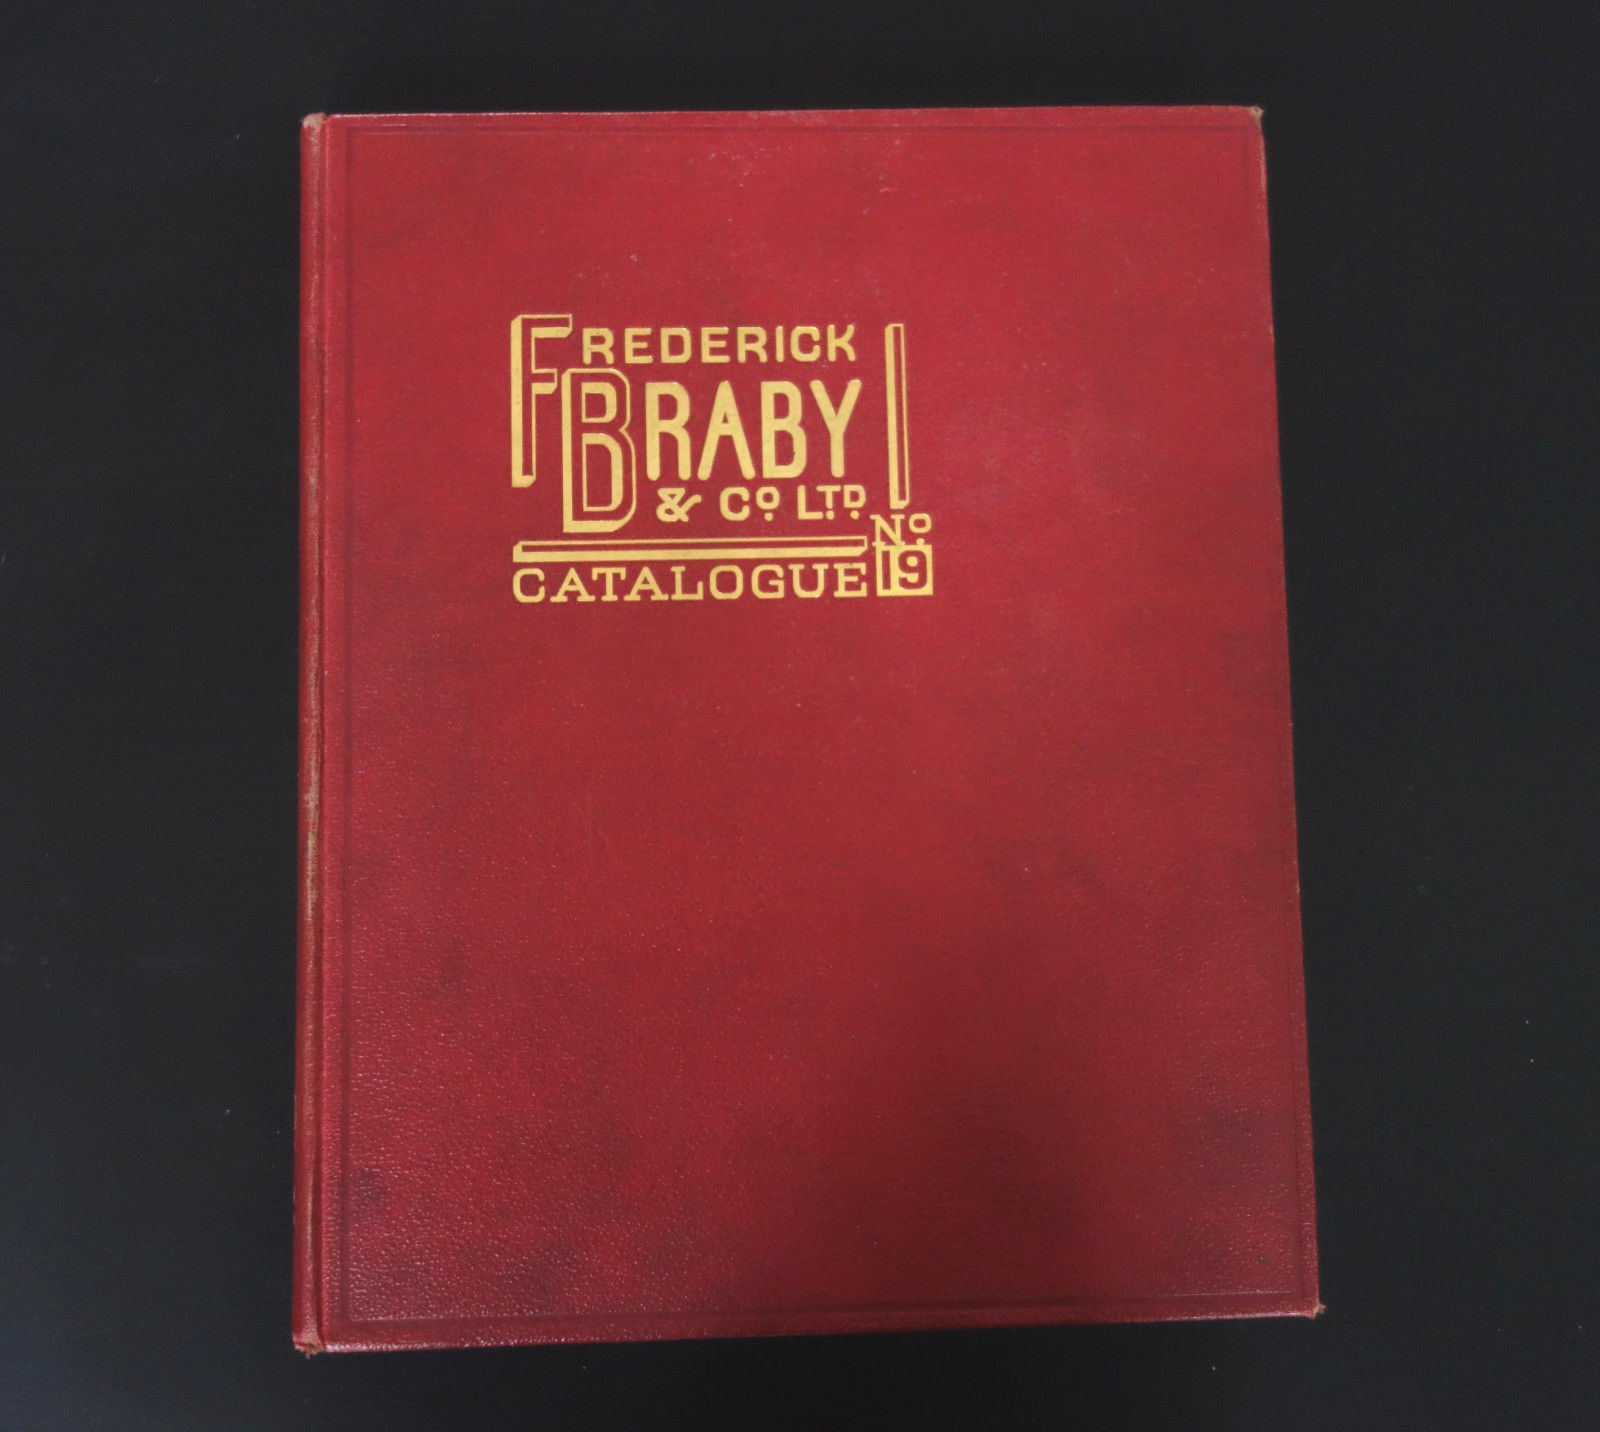 FREDERICK
BRABY
& Co LTD
CATALOGUE No 19